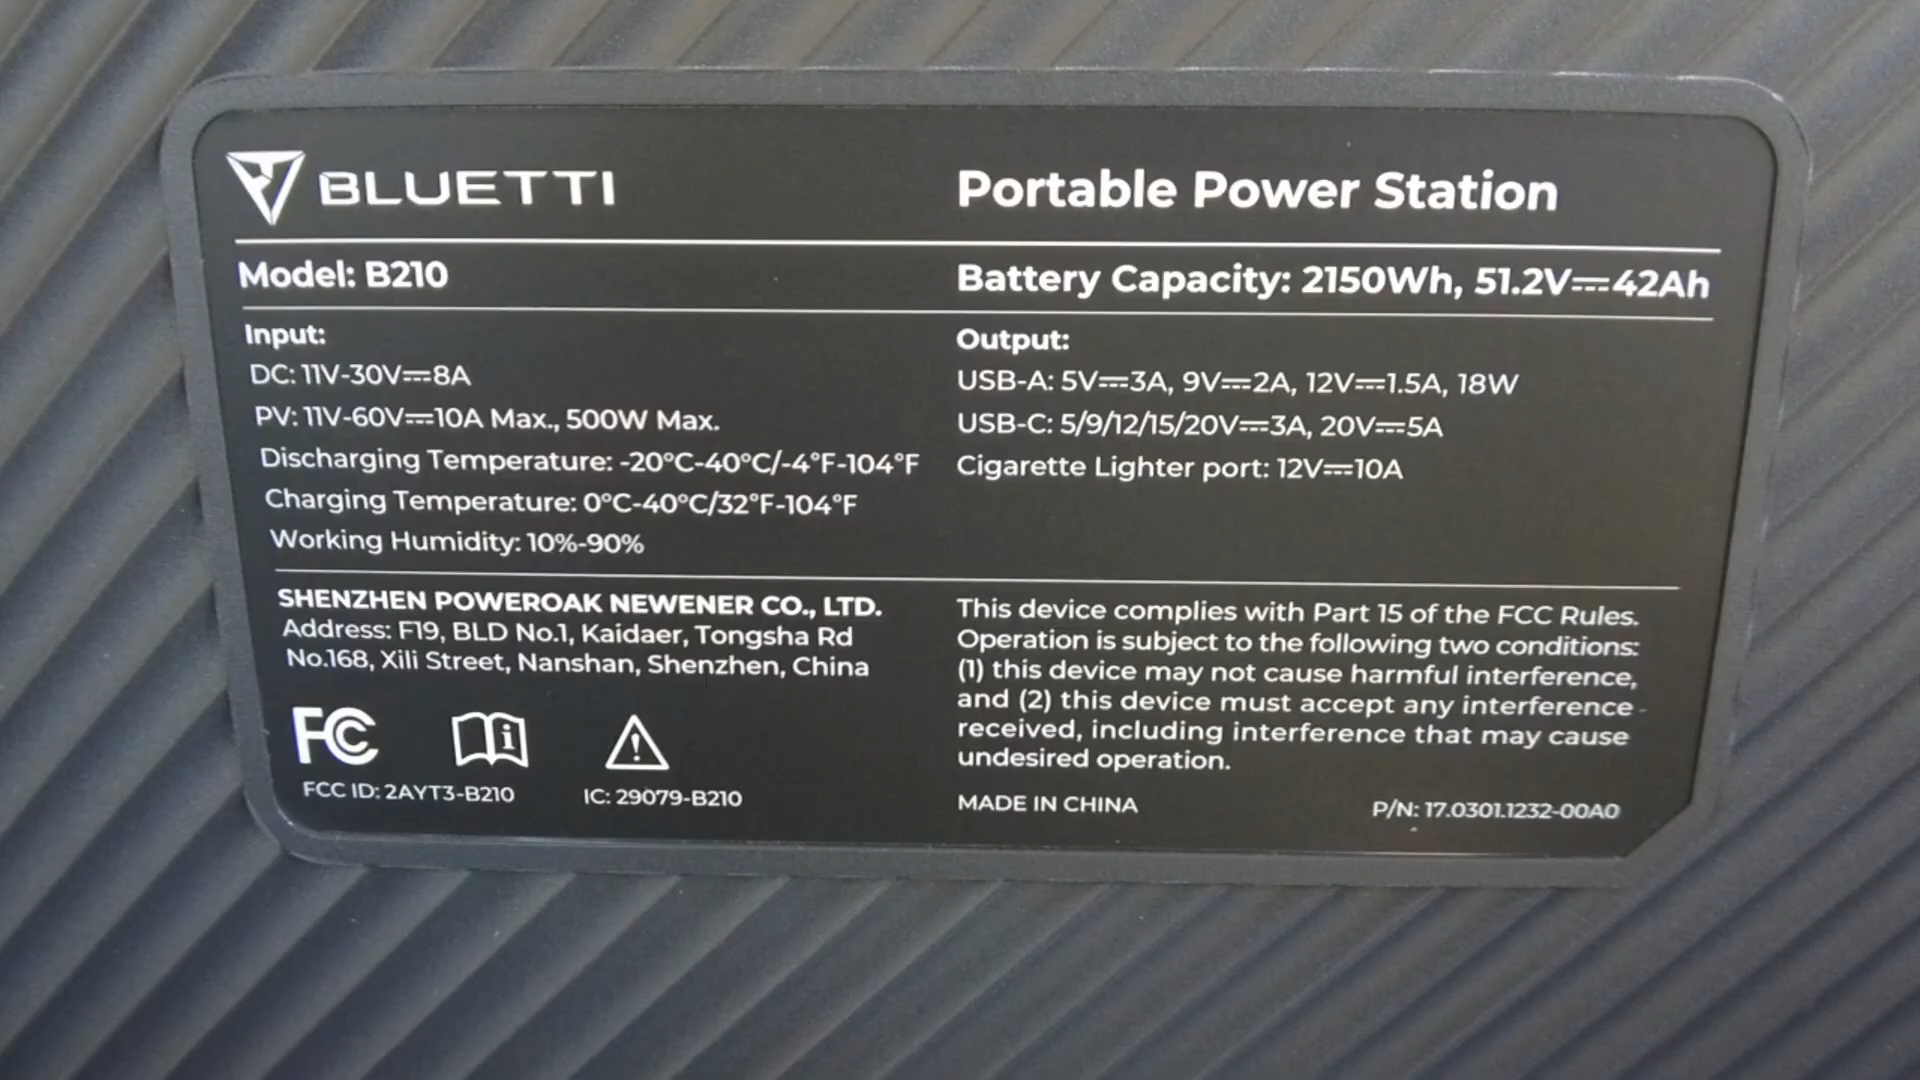 BLUETTI
Portable Power Station
Model: B210
Battery Capacity: 2150Wh, 51.2V⎓42Ah
Input:
DC: 11V-30V⎓8A
PV: 11V-60V⎓10A Max., 500W Max.
Discharging Temperature: -20°C-40°C/-4°F-104°F
Charging Temperature: 0°C-40°C/32°F-104°F
Working Humidity: 10%-90%
Output:
USB-A: 5V⎓3A, 9V⎓2A, 12V⎓1.5A, 18W
USB-C: 5/9/12/15/20V⎓3A, 20V⎓5A
Cigarette Lighter port: 12V⎓10A
SHENZHEN POWEROAK NEWENER CO., LTD.
Address: F19, BLD No.1, Kaidaer, Tongsha Rd
No.168, Xili Street, Nanshan, Shenzhen, China
FC
FCC ID: 2AYT3-B210
IC: 29079-B210
This device complies with Part 15 of the FCC Rules.
Operation is subject to the following two conditions:
(1) this device may not cause harmful interference,
and (2) this device must accept any interference
received, including interference that may cause
undesired operation.
MADE IN CHINA
P/N: 17.0301.1232-00A0